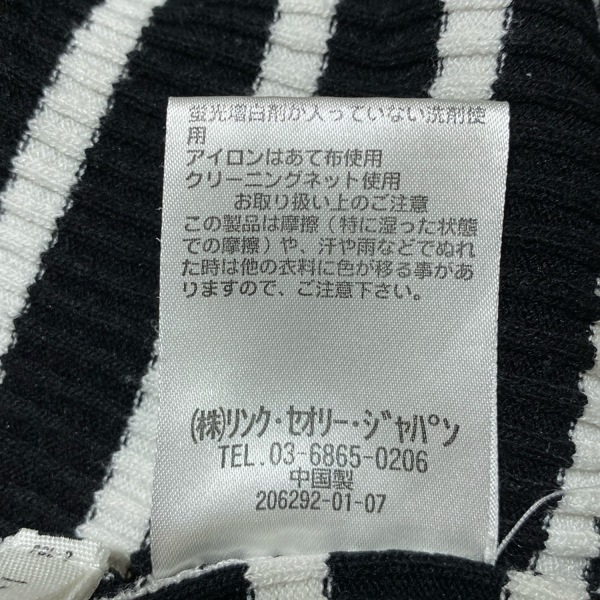 蛍光増白剤が入っていない洗剤使
用
アイロンはあて布使用
クリーニングネット使用
お取り扱い上のご注意
この製品は摩擦（特に湿った状態
での摩擦）や、汗や雨などでぬれ
た時は他の衣料に色が移る事があ
りますので、ご注意下さい。
(株)リンク・セオリー・ジャパン
TEL.03-6865-0206
中国製
206292-01-07